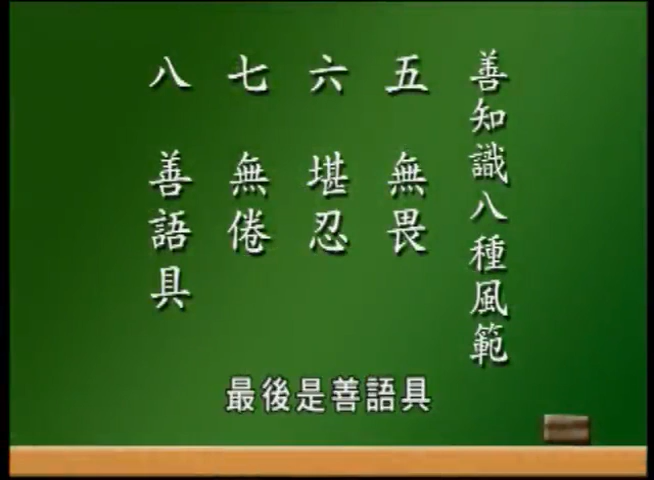 善知識八種風範
五 無畏
六 堪忍
七 無倦
八 善語具
最後是善語具